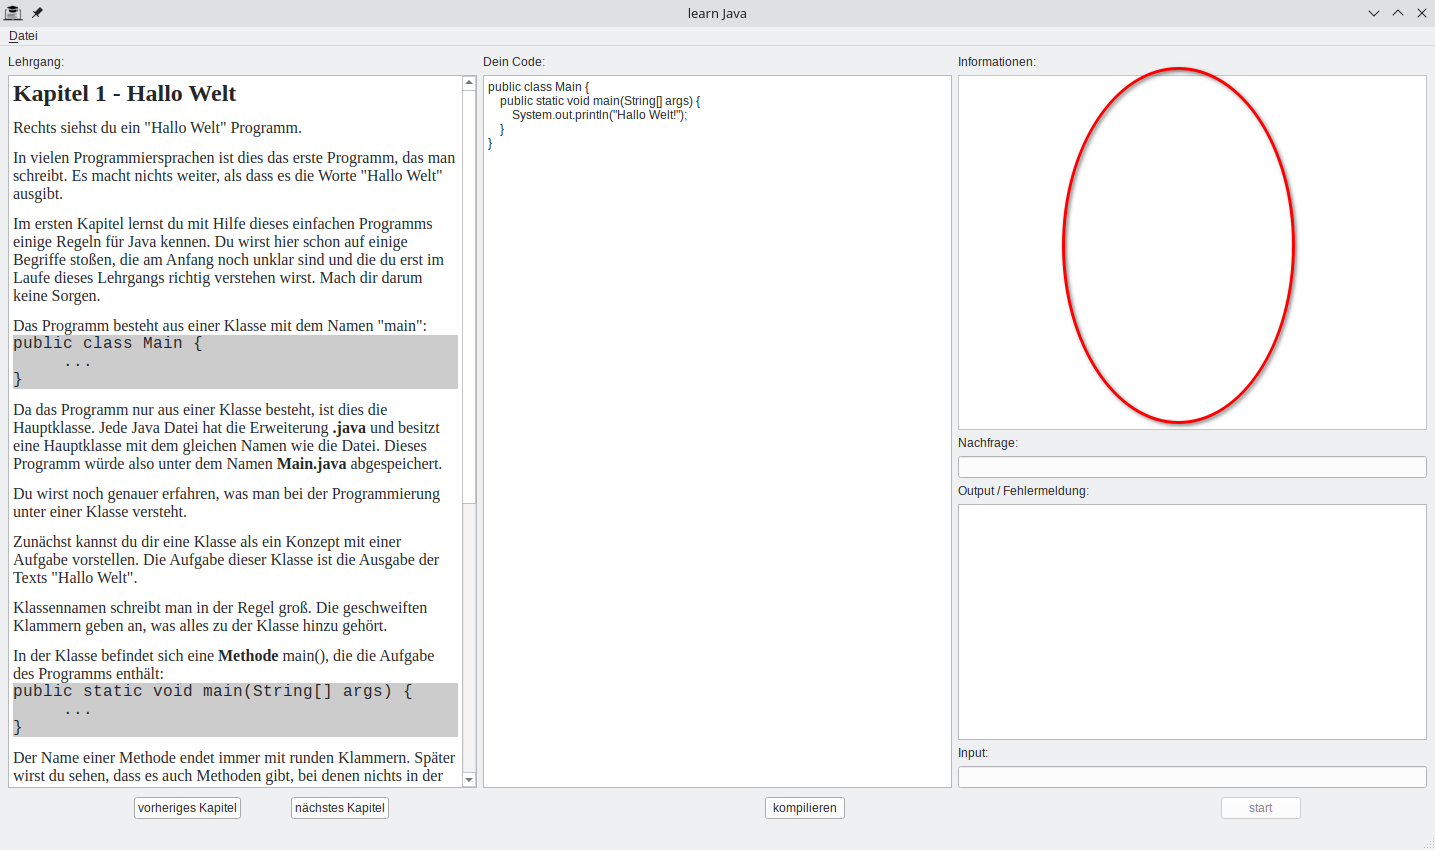 learn Java
Datei
Lehrgang:
Kapitel 1 - Hallo Welt
Rechts siehst du ein "Hallo Welt" Programm.
In vielen Programmiersprachen ist dies das erste Programm, das man
schreibt. Es macht nichts weiter, als dass es die Worte "Hallo Welt"
ausgibt.
Im ersten Kapitel lernst du mit Hilfe dieses einfachen Programms
einige Regeln für Java kennen. Du wirst hier schon auf einige
Begriffe stoßen, die am Anfang noch unklar sind und die du erst im
Laufe dieses Lehrgangs richtig verstehen wirst. Mach dir darum
keine Sorgen.
Das Programm besteht aus einer Klasse mit dem Namen "main":
public class Main {
...
}
Da das Programm nur aus einer Klasse besteht, ist dies die
Hauptklasse. Jede Java Datei hat die Erweiterung .java und besitzt
eine Hauptklasse mit dem gleichen Namen wie die Datei. Dieses
Programm würde also unter dem Namen Main.java abgespeichert.
Du wirst noch genauer erfahren, was man bei der Programmierung
unter einer Klasse versteht.
Zunächst kannst du dir eine Klasse als ein Konzept mit einer
Aufgabe vorstellen. Die Aufgabe dieser Klasse ist die Ausgabe der
Texts "Hallo Welt".
Klassennamen schreibt man in der Regel groß. Die geschweiften
Klammern geben an, was alles zu der Klasse hinzu gehört.
In der Klasse befindet sich eine Methode main(), die die Aufgabe
des Programms enthält:
public static void main(String[] args) {
...
}
Der Name einer Methode endet immer mit runden Klammern. Später
wirst du sehen, dass es auch Methoden gibt, bei denen nichts in der
vorheriges Kapitel
nächstes Kapitel
Dein Code:
public class Main {
public static void main(String[] args) {
System.out.println("Hallo Welt!");
}
}
kompilieren
Informationen:
Nachfrage:
Output / Fehlermeldung:
Input:
start